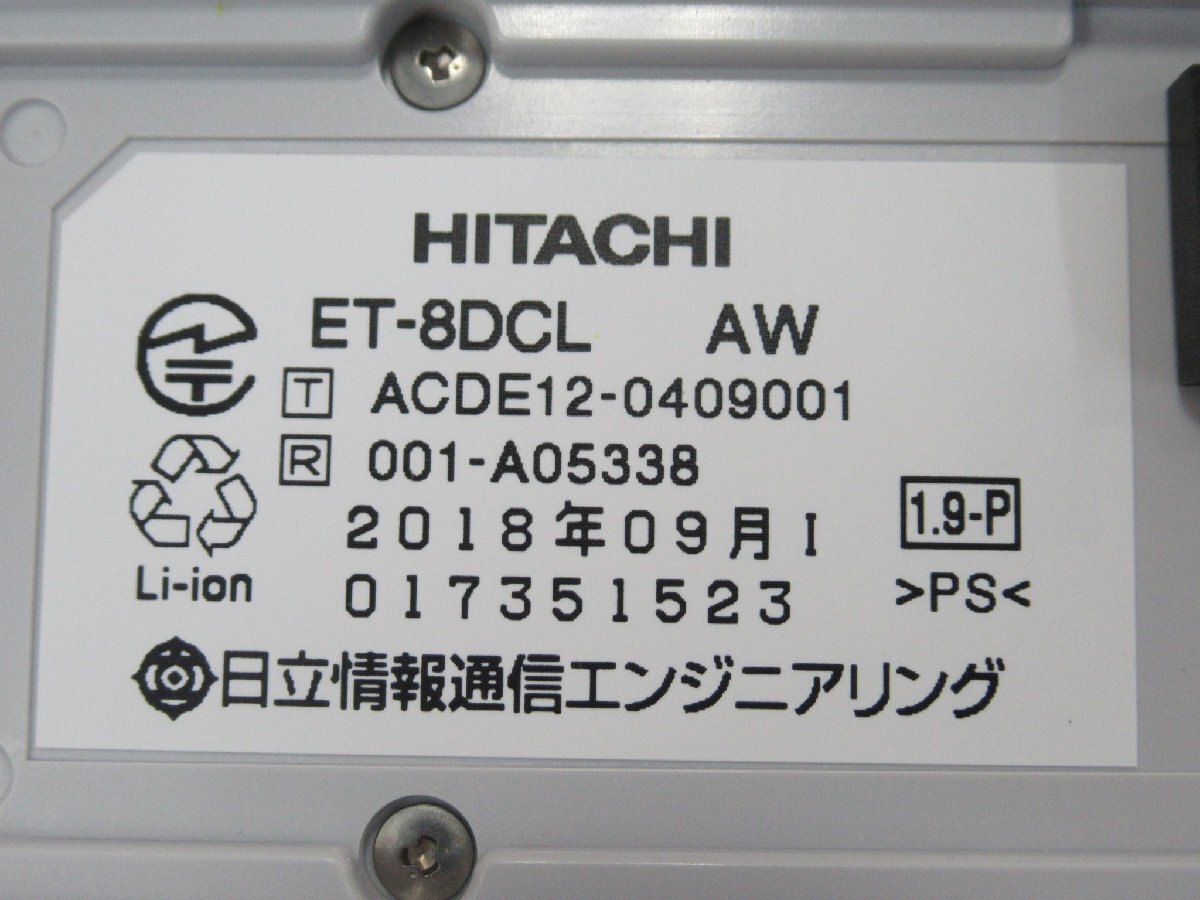 HITACHI
ET-8DCL AW
T ACDE12-0409001
R 001-A05338
2018年09月I
1.9-P
Li-ion
017351523
>PS<
日立情報通信エンジニアリング